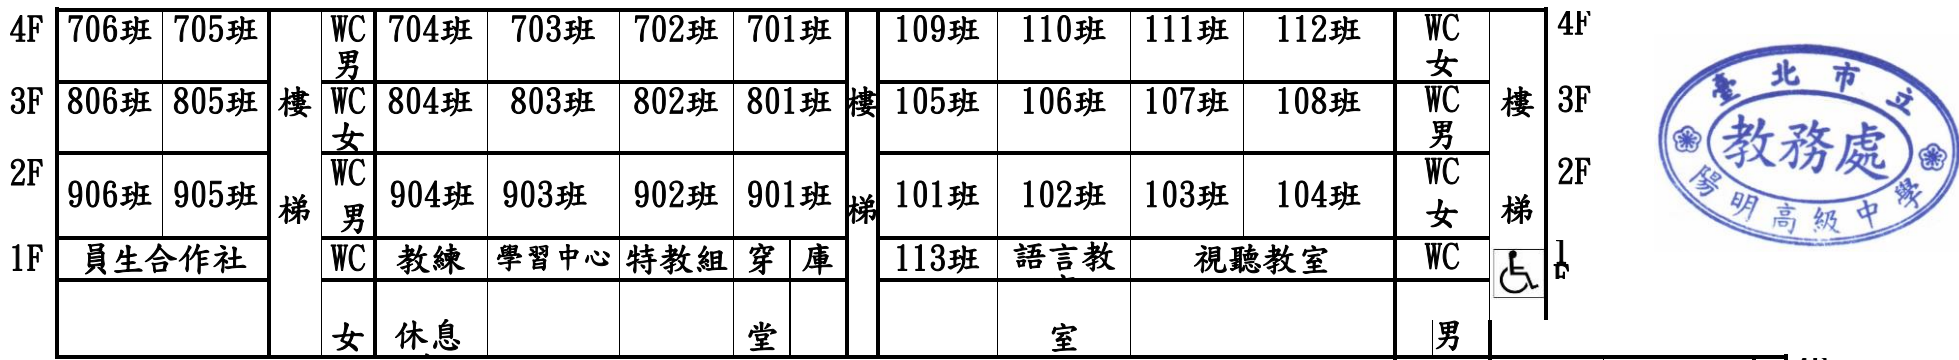 4F 706班 705班 WC 704班 703班 702班 701班 109班 110班 111班 112班 WC 4F
男 女
3F 806班 805班 樓 WC 804班 803班 802班 801班 樓 105班 106班 107班 108班 WC 樓 3F
女 男
2F WC WC 2F
906班 905班 904班 903班 902班 901班 101班 102班 103班 104班
梯 男 梯 女 梯
1F 員生合作社 WC 教練 學習中心 特教組 穿 庫 113班 語言教 視聽教室 WC 1F
女 休息 堂 室 男
臺北市立
教務處
陽明高級中學